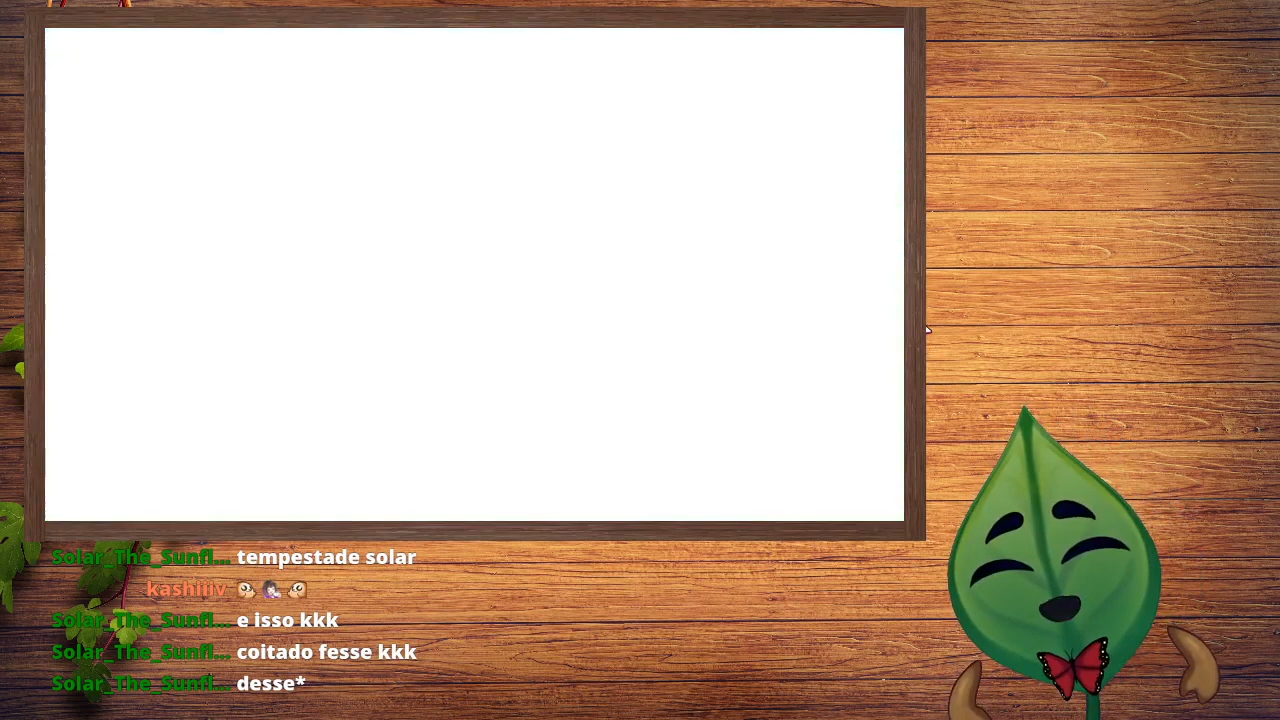 Solar_The_Sunfl... tempestade solar
kashiiiv
Solar_The_Sunfl... e isso kkk
Solar_The_Sunfl... coitado fesse kkk
Solar_The_Sunfl... desse*